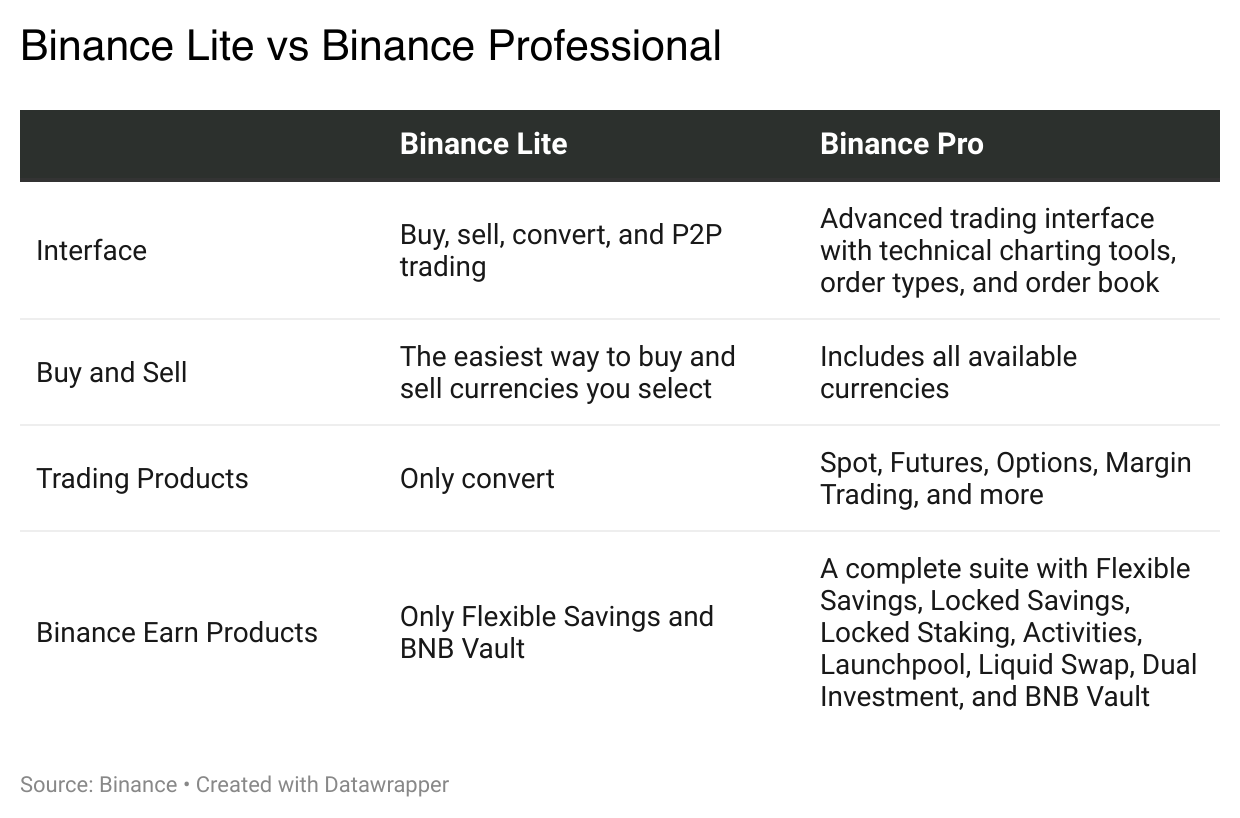 Binance Lite vs Binance Professional
Binance Lite
Binance Pro
Interface
Buy, sell, convert, and P2P
trading
Advanced trading interface
with technical charting tools,
order types, and order book
Buy and Sell
The easiest way to buy and
sell currencies you select
Includes all available
currencies
Trading Products
Only convert
Spot, Futures, Options, Margin
Trading, and more
Binance Earn Products
Only Flexible Savings and
BNB Vault
A complete suite with Flexible
Savings, Locked Savings,
Locked Staking, Activities,
Launchpool, Liquid Swap, Dual
Investment, and BNB Vault
Source: Binance • Created with Datawrapper